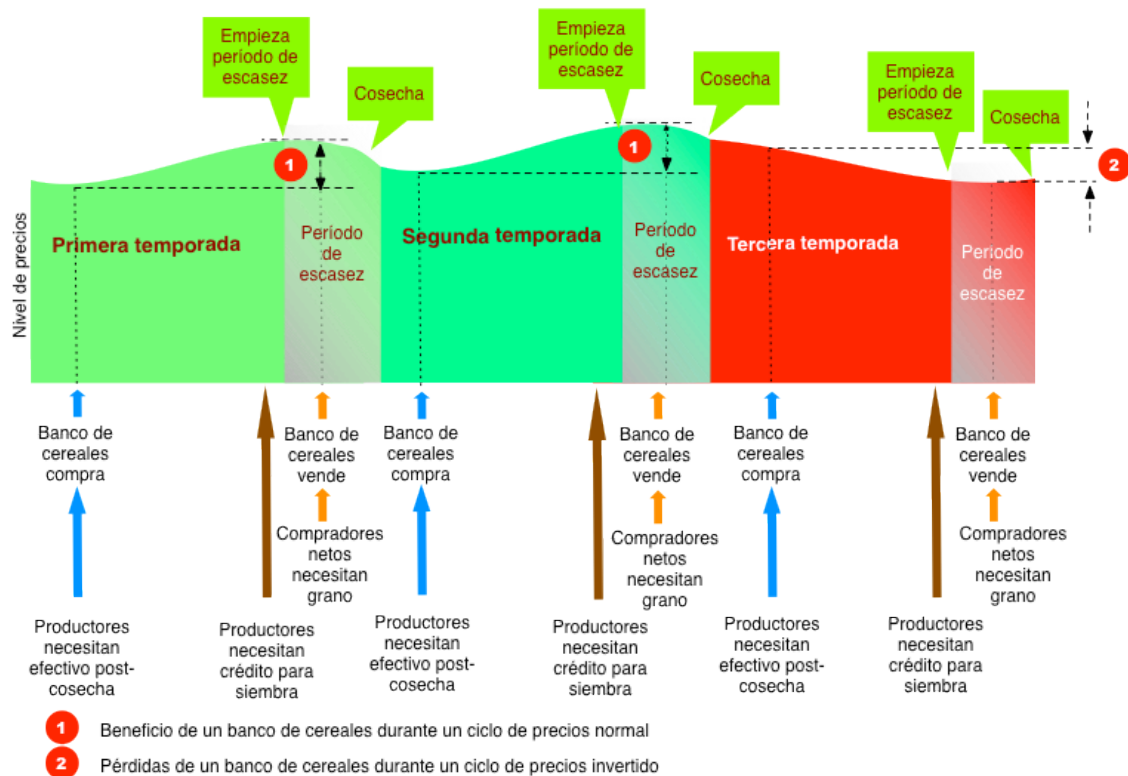 Empieza
período de
escasez
Cosecha
Empieza
período de
escasez
Cosecha
Empieza
período de
escasez
Cosecha
1
1
2
Nivel de precios
Primera temporada
Período
de
escasez
Segunda temporada
Período
de
escasez
Tercera temporada
Período
de
escasez
Banco de
cereales
compra
Banco de
cereales
vende
Banco de
cereales
compra
Banco de
cereales
vende
Banco de
cereales
compra
Banco de
cereales
vende
Compradores
netos
necesitan
grano
Compradores
netos
necesitan
grano
Compradores
netos
necesitan
grano
Productores
necesitan
efectivo post-
cosecha
Productores
necesitan
crédito para
siembra
Productores
necesitan
efectivo post-
cosecha
Productores
necesitan
crédito para
siembra
Productores
necesitan
efectivo post-
cosecha
Productores
necesitan
crédito para
siembra
1 Beneficio de un banco de cereales durante un ciclo de precios normal
2 Pérdidas de un banco de cereales durante un ciclo de precios invertido